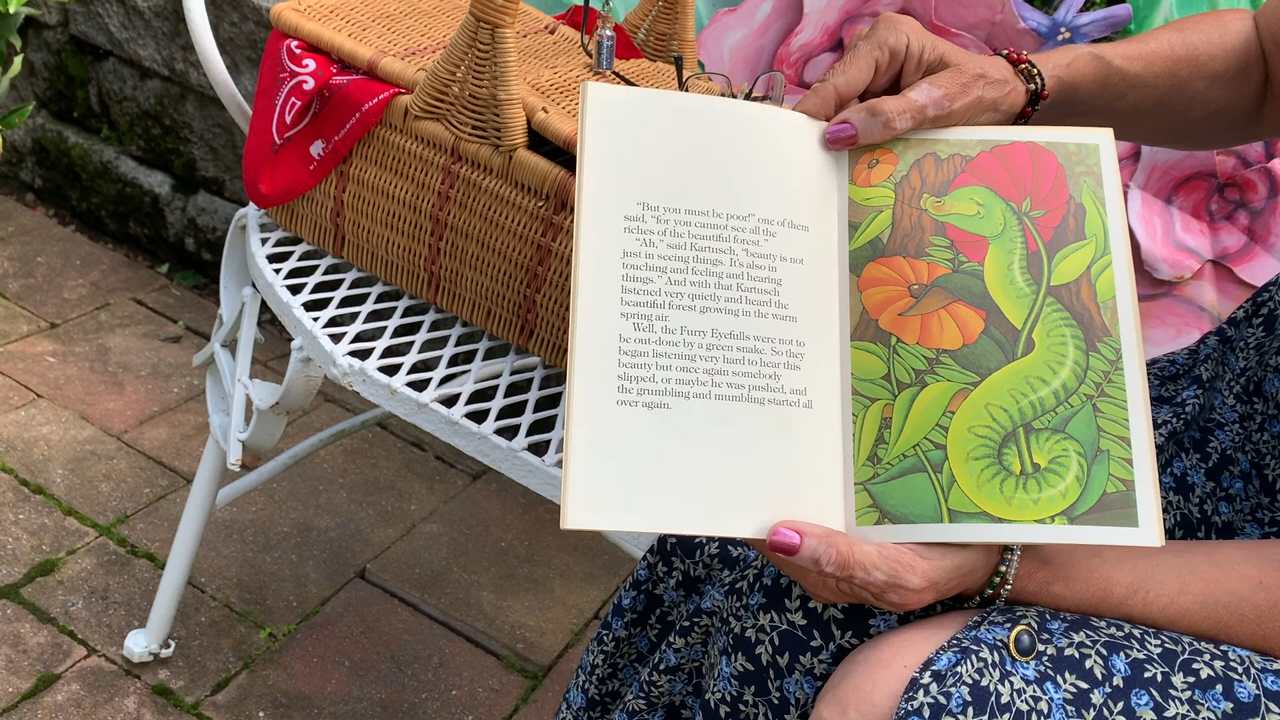 "But you must be poor!" one of them
said, "for you cannot see all the
riches of the beautiful forest."
"Ah," said Kartusch, "beauty is not
just in seeing things. It's also in
touching and feeling and hearing
things." And with that Kartusch
listened very quietly and heard the
beautiful forest growing in the warm
spring air.
Well, the Furry Eyefulls were not to
be out-done by a green snake. So they
began listening very hard to hear this
beauty but once again somebody
slipped, or maybe he was pushed, and
the grumbling and mumbling started all
over again.